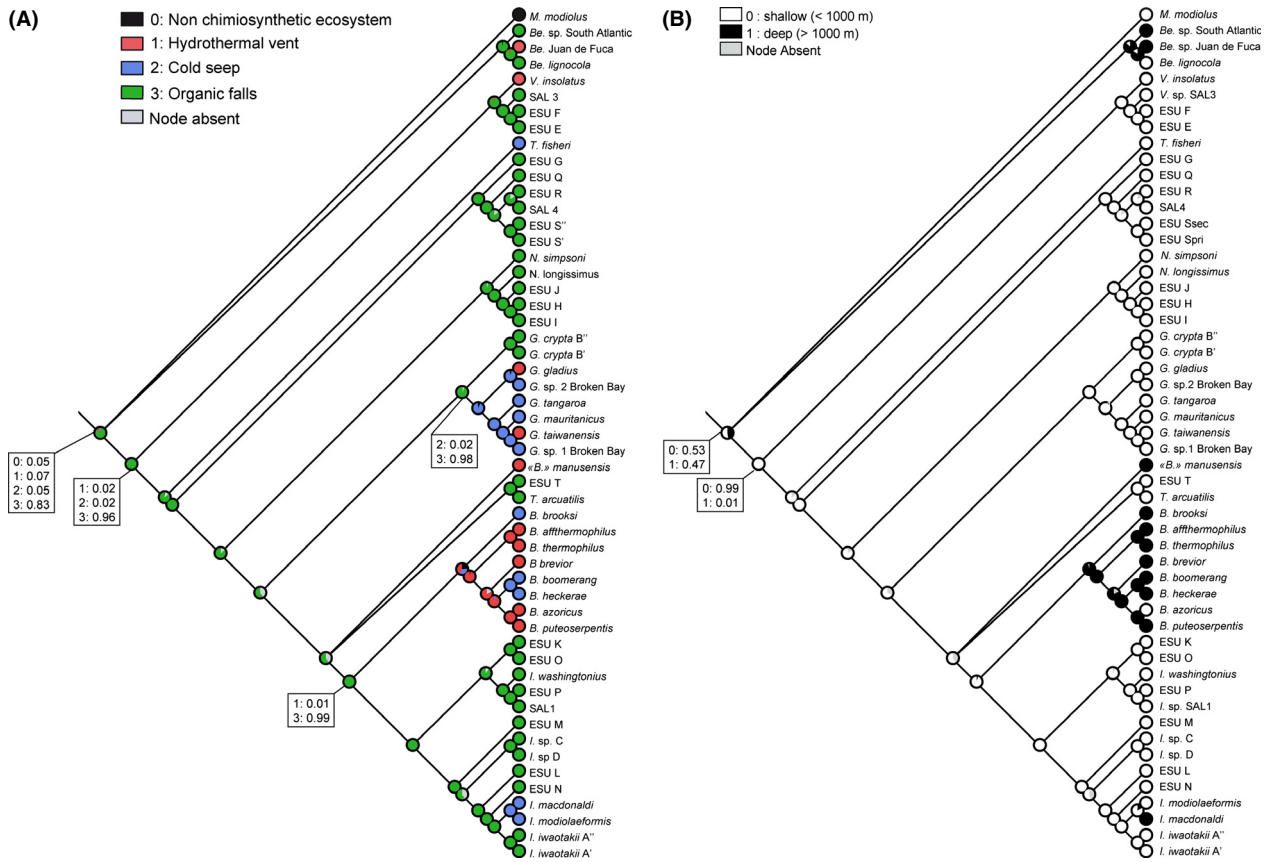 (A)
0: Non chimiosynthetic ecosystem
1: Hydrothermal vent
2: Cold seep
3: Organic falls
Node absent
M. modiolus
Be. sp. South Atlantic
Be. sp. Juan de Fuca
Be. lignocola
V. insolatus
SAL 3
ESU F
ESU E
T. fisheri
ESU G
ESU Q
ESU R
SAL 4
ESU S''
ESU S'
N. simpsoni
N. longissimus
ESU J
ESU H
ESU I
G. crypta B''
G. crypta B'
G. gladius
G. sp. 2 Broken Bay
G. tangaroa
G. mauritanicus
G. taiwanensis
G. sp. 1 Broken Bay
«B.» manusensis
ESU T
T. arcuatilis
B. brooksi
B. affthermophilus
B. thermophilus
B brevior
B. boomerang
B. heckerae
B. azoricus
B. puteoserpentis
ESU K
ESU O
I. washingtonius
ESU P
SAL1
ESU M
I. sp. C
I. sp D
ESU L
ESU N
I. macdonaldi
I. modiolaeformis
I. iwaotakii A''
I. iwaotakii A'
0: 0.05
1: 0.07
2: 0.05
3: 0.83
1: 0.02
2: 0.02
3: 0.96
2: 0.02
3: 0.98
1: 0.01
3: 0.99
(B)
0 : shallow (< 1000 m)
1 : deep (> 1000 m)
Node Absent
M. modiolus
Be. sp. South Atlantic
Be. sp. Juan de Fuca
Be. lignocola
V. insolatus
V. sp. SAL3
ESU F
ESU E
T. fisheri
ESU G
ESU Q
ESU R
SAL4
ESU Ssec
ESU Spri
N. simpsoni
N. longissimus
ESU J
ESU H
ESU I
G. crypta B''
G. crypta B'
G. gladius
G. sp.2 Broken Bay
G. tangaroa
G. mauritanicus
G. taiwanensis
G. sp.1 Broken Bay
«B.» manusensis
ESU T
T. arcuatilis
B. brooksi
B. affthermophilus
B. thermophilus
B. brevior
B. boomerang
B. heckerae
B. azoricus
B. puteoserpentis
ESU K
ESU O
I. washingtonius
ESU P
I. sp. SAL1
ESU M
I. sp. C
I. sp. D
ESU L
ESU N
I. modiolaeformis
I. macdonaldi
I. iwaotakii A''
I. iwaotakii A'
0: 0.53
1: 0.47
0: 0.99
1: 0.01